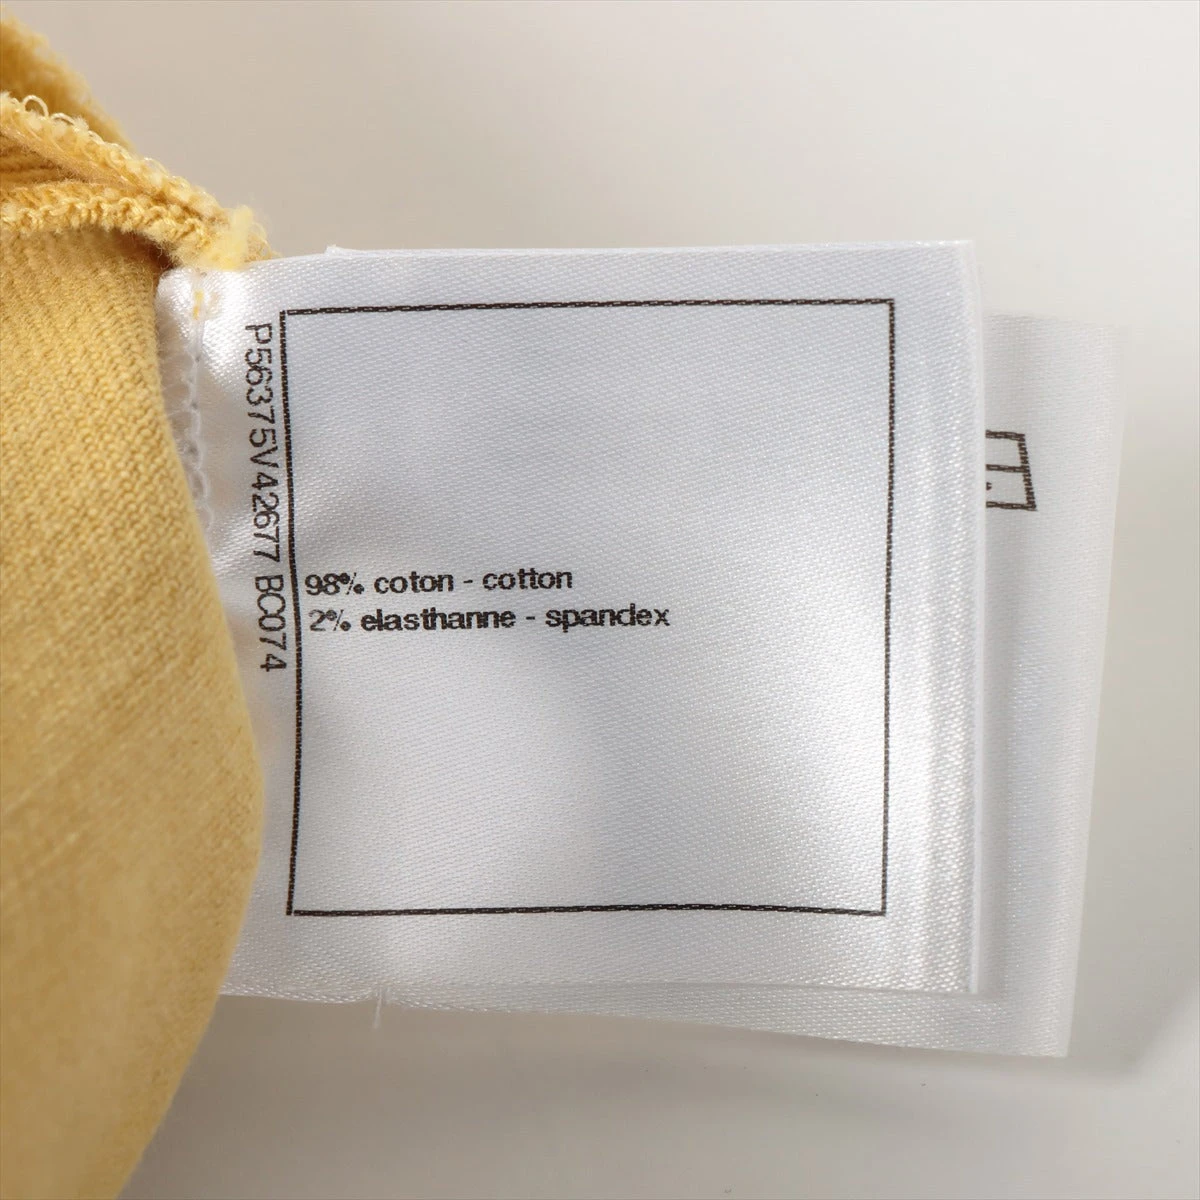 P56375V42677 BC074
98% coton - cotton
2% elasthanne - spandex